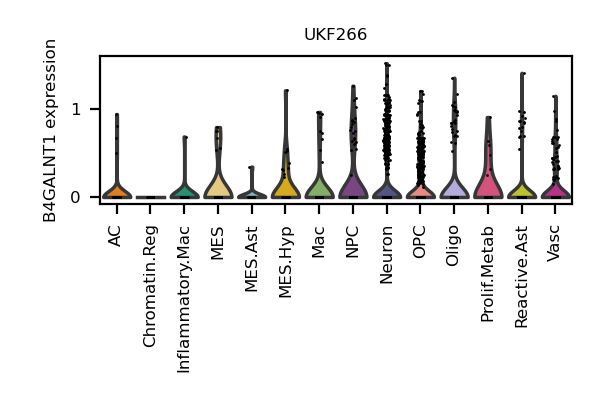 UKF266
B4GALNT1 expression
1
0
AC
Chromatin.Reg
Inflammatory.Mac
MES
MES.Ast
MES.Hyp
Mac
NPC
Neuron
OPC
Oligo
Prolif.Metab
Reactive.Ast
Vasc